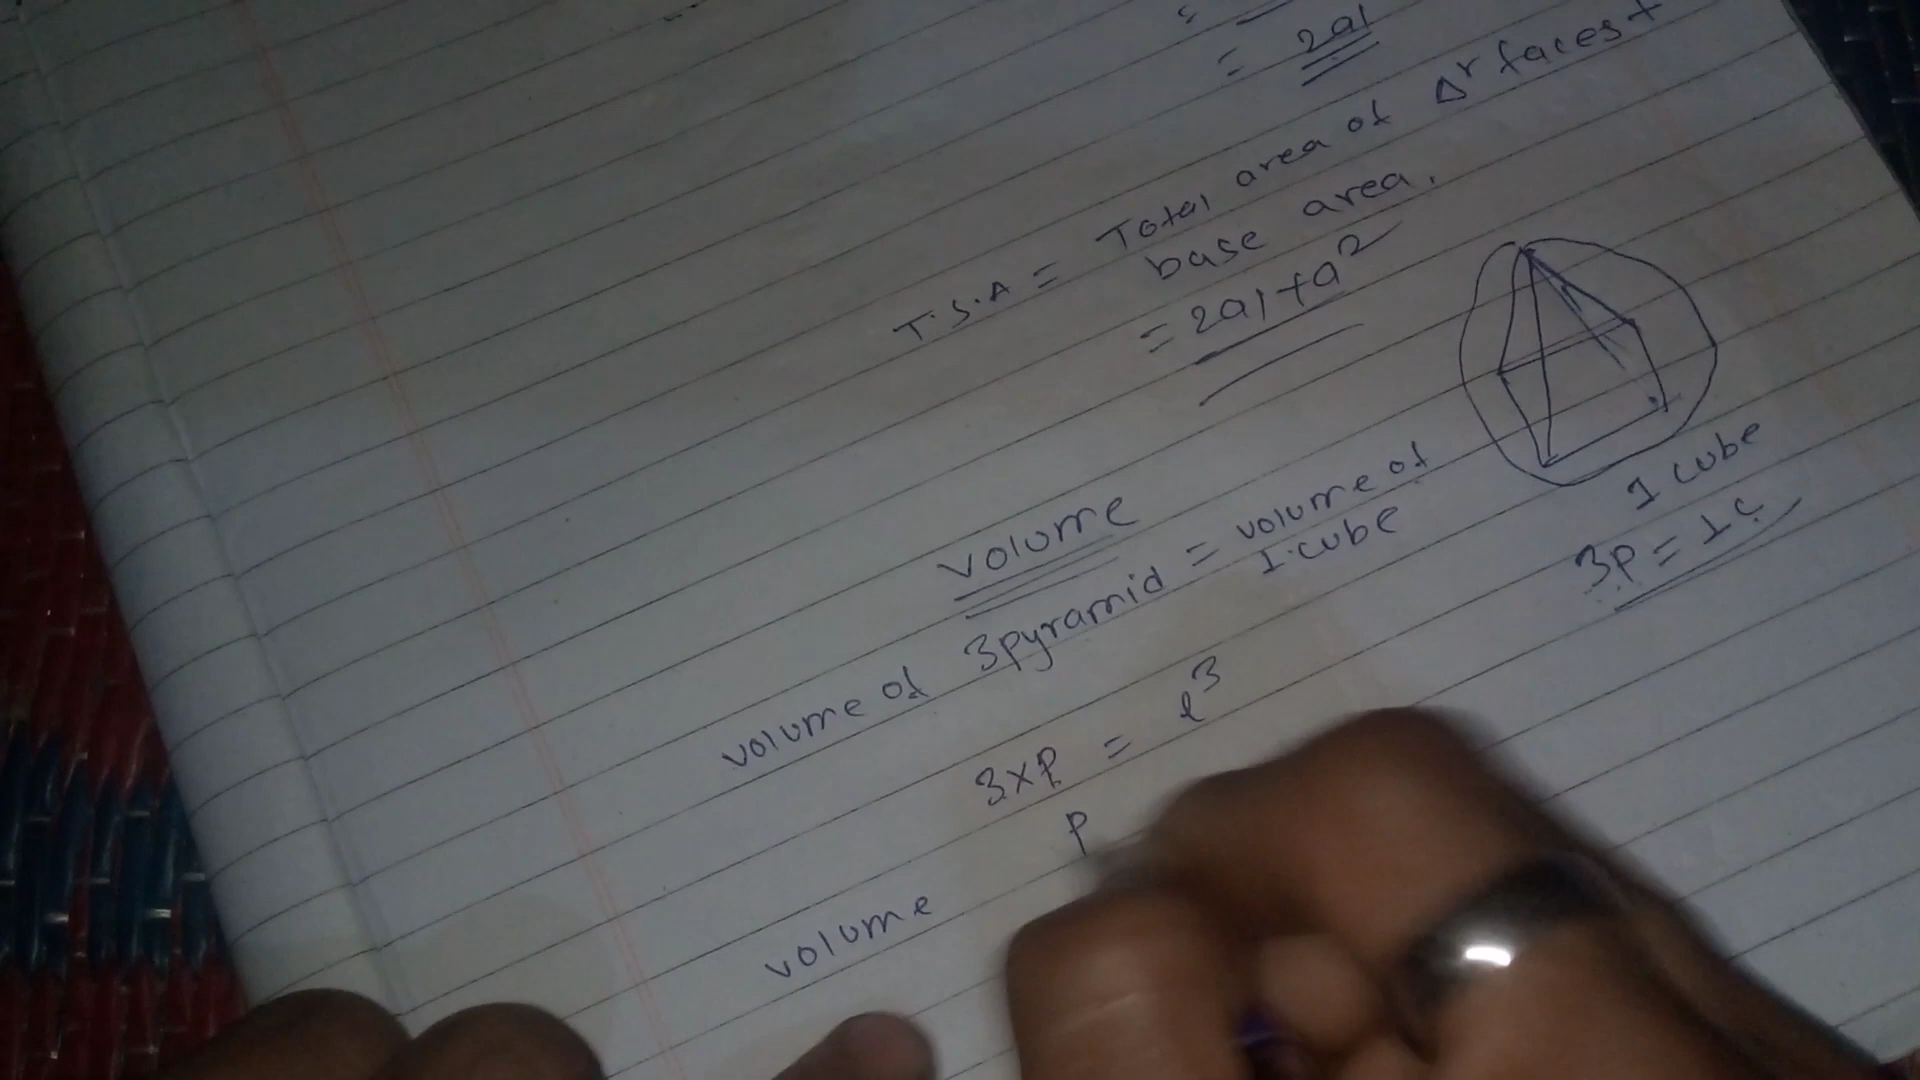 = 2al
T.S.A = Total area of Δʳ faces +
base area.
= 2al+a²
volume
volume of 3pyramid = volume of
1 cube
1 cube
3p = 1c
3×p = l³
p
volume